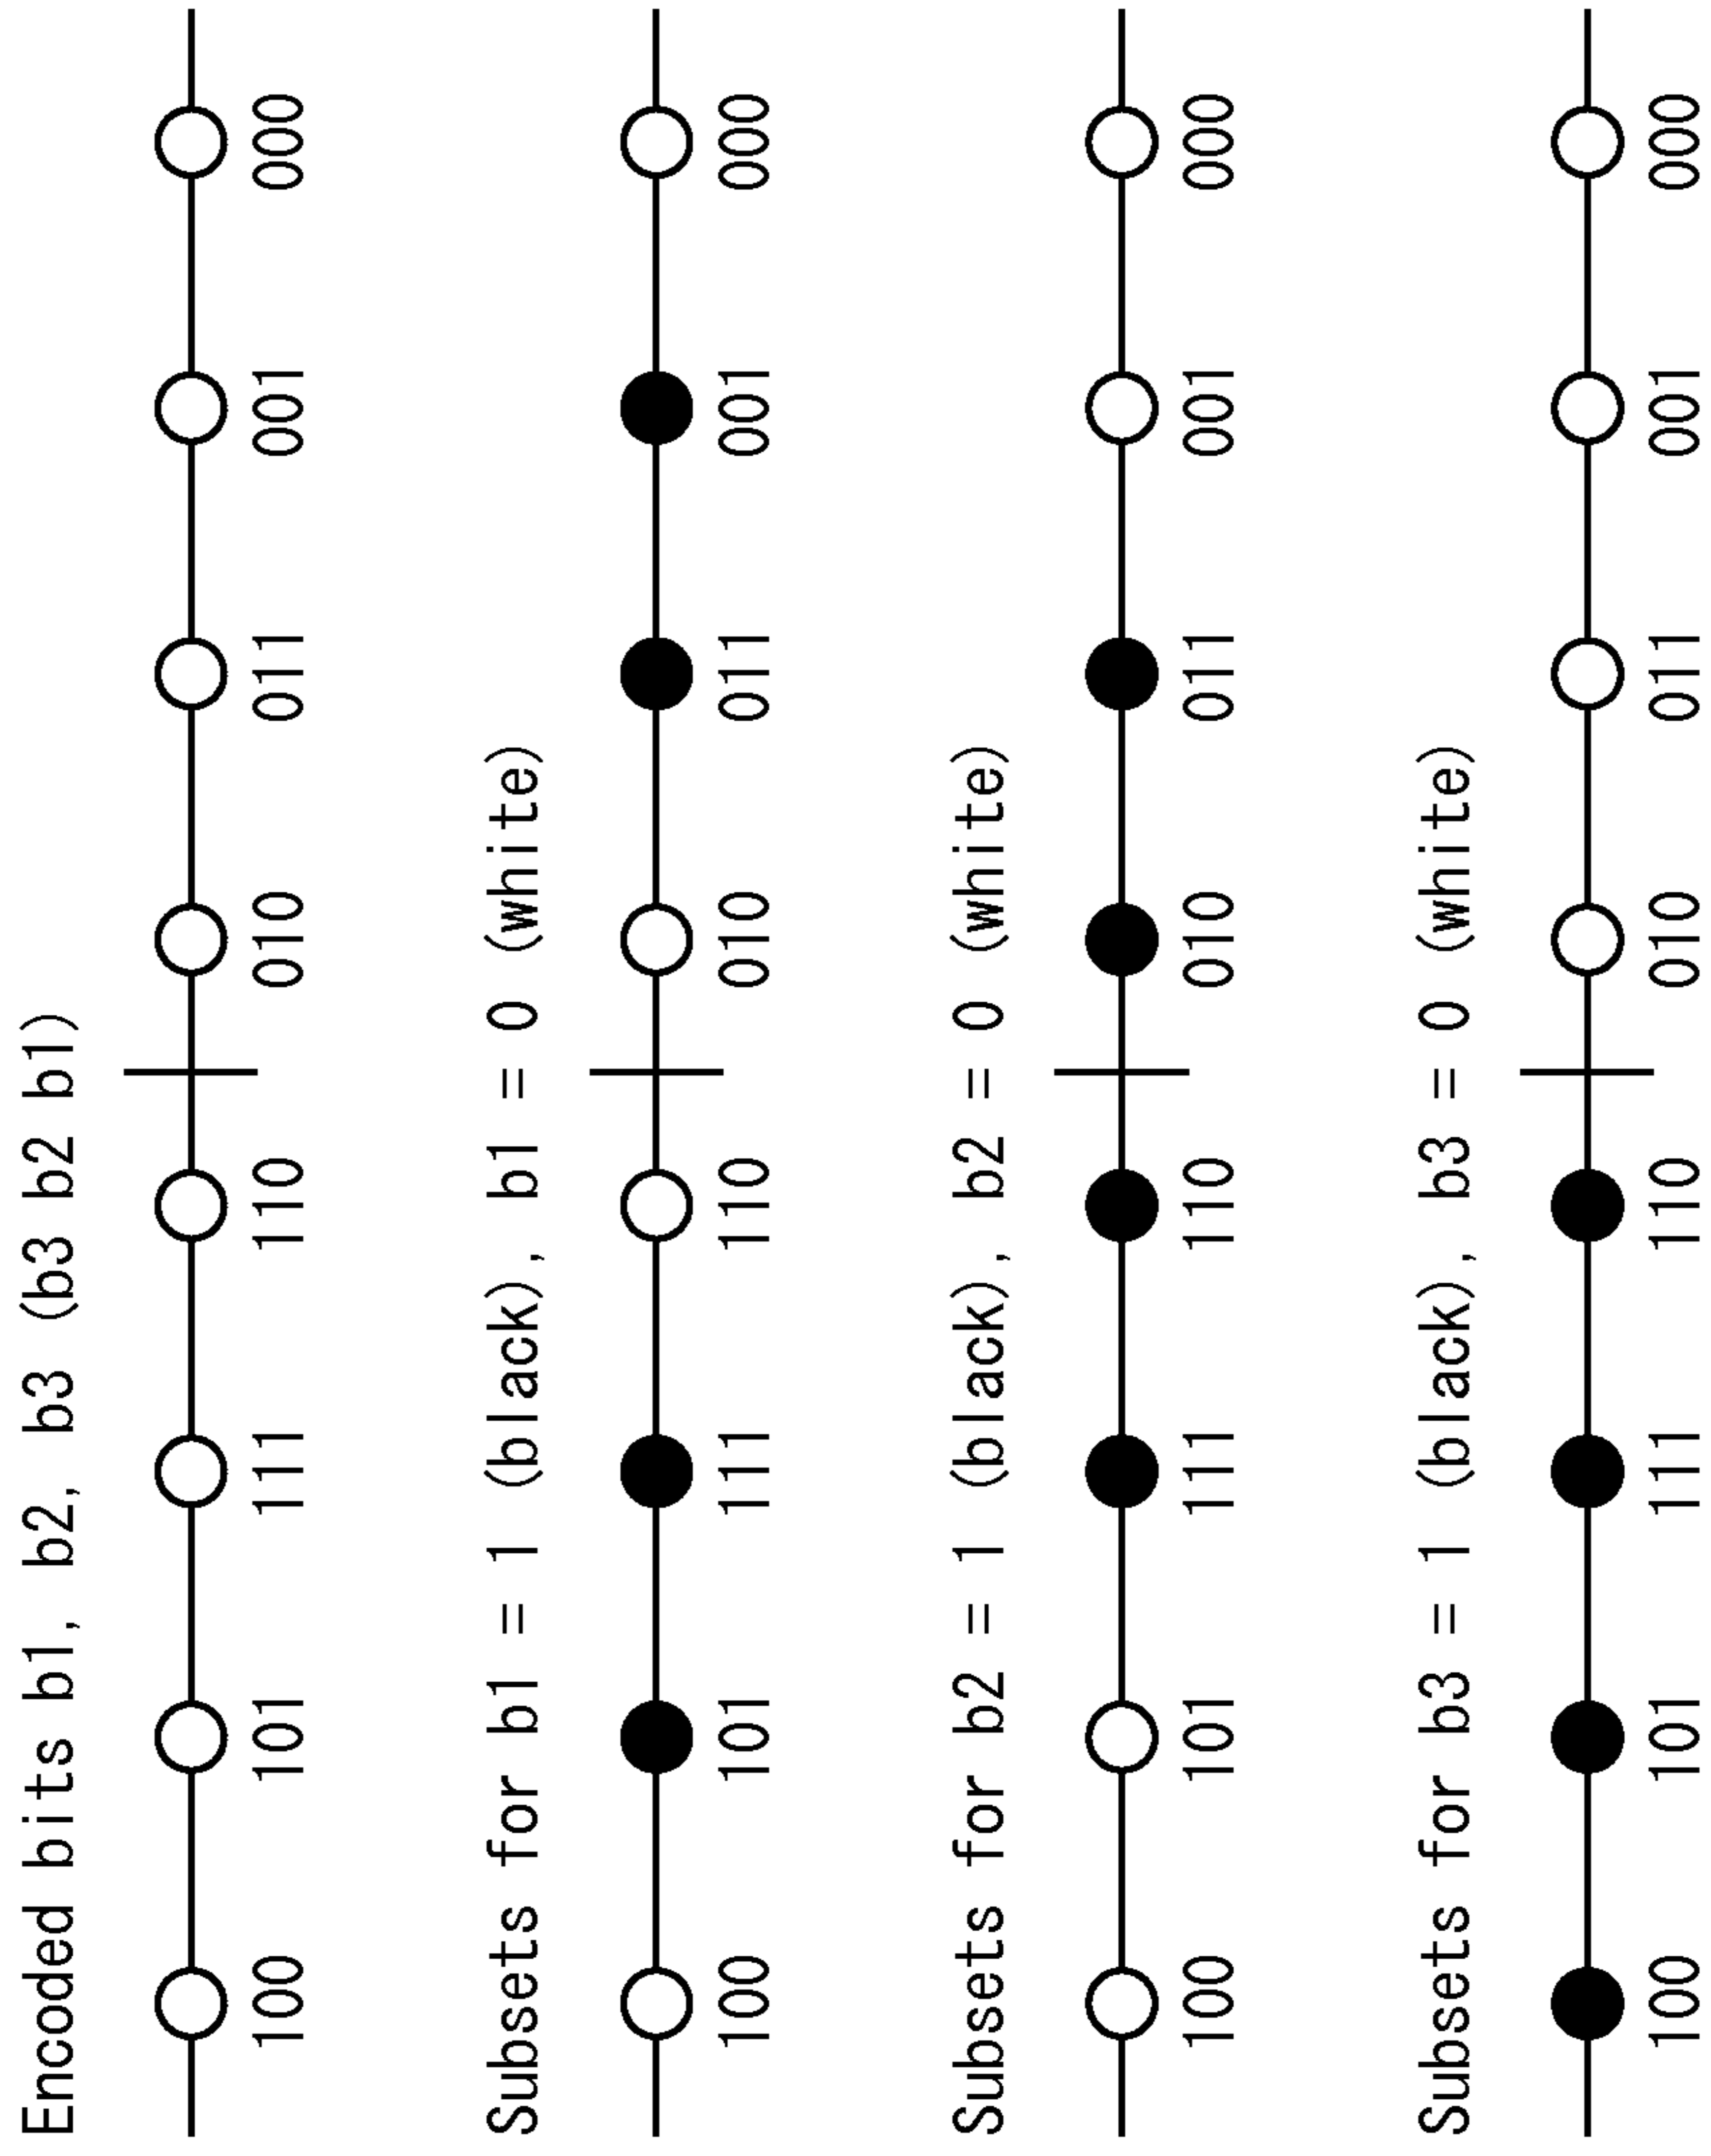 Encoded bits b1, b2, b3 (b3 b2 b1)
100 101 111 110 010 011 001 000
Subsets for b1 = 1 (black), b1 = 0 (white)
100 101 111 110 010 011 001 000
Subsets for b2 = 1 (black), b2 = 0 (white)
100 101 111 110 010 011 001 000
Subsets for b3 = 1 (black), b3 = 0 (white)
100 101 111 110 010 011 001 000